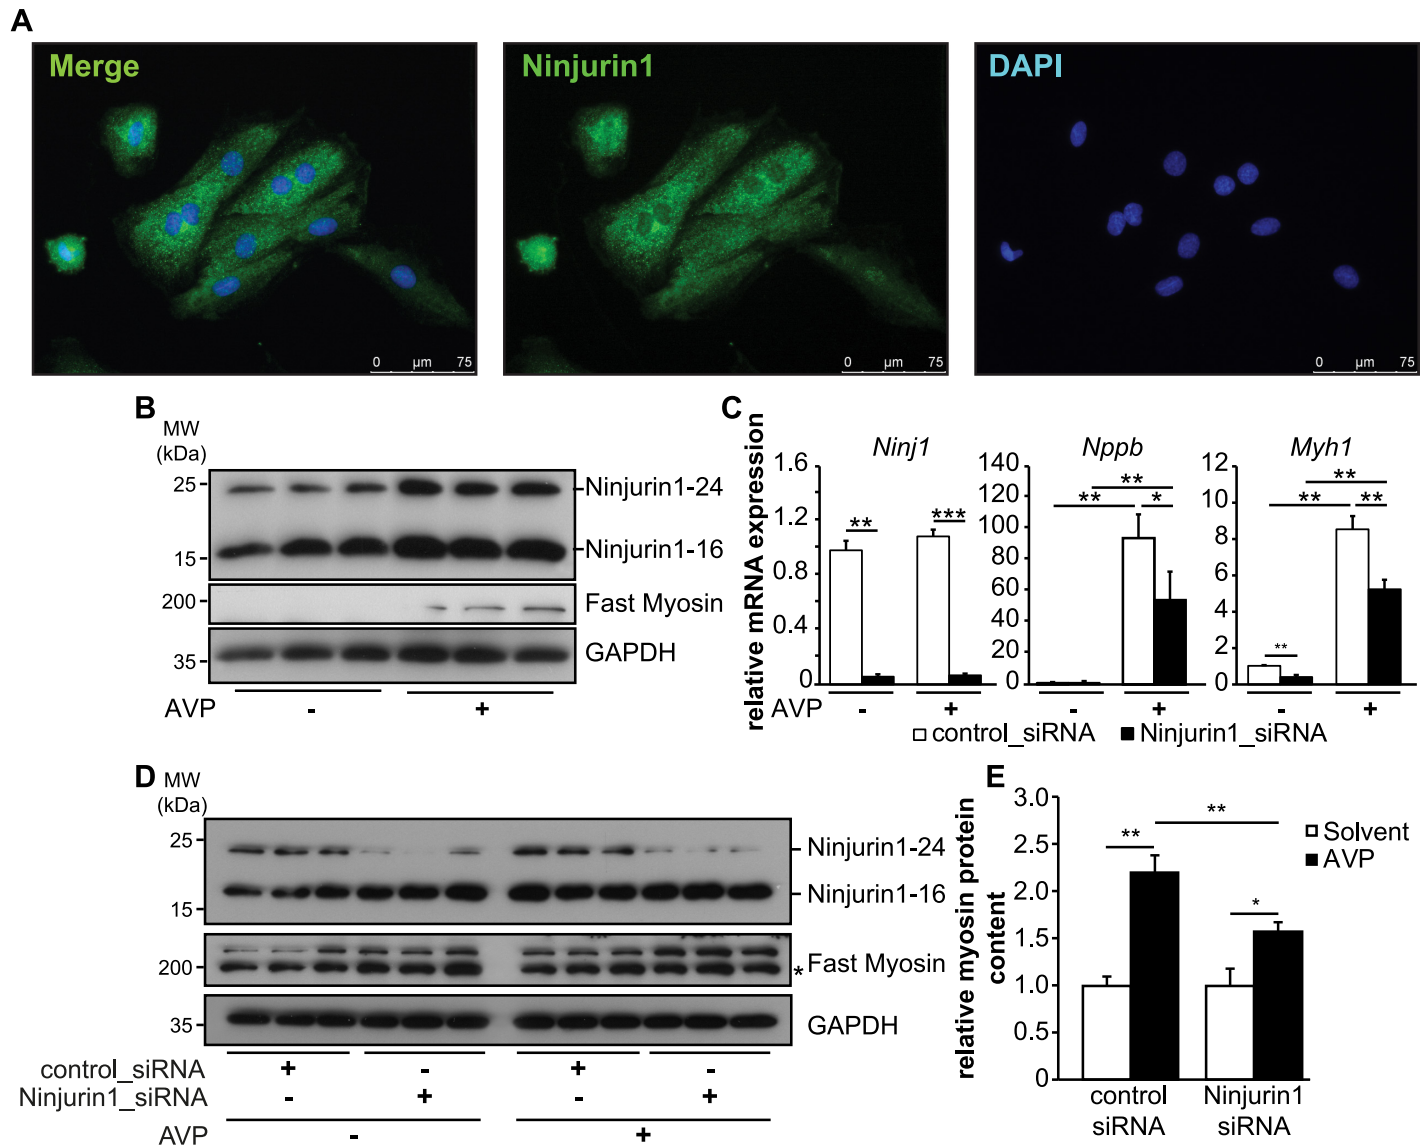 A
Merge
Ninjurin1
DAPI
0 µm 75
0 µm 75
0 µm 75
B
MW
(kDa)
25
Ninjurin1-24
Ninjurin1-16
15
200
Fast Myosin
GAPDH
35
AVP - +
C
relative mRNA expression
Ninj1
1.6
1.2
0.8
0.4
0
** ***
Nppb
140
120
100
80
60
40
20
0
**
** *
Myh1
12
10
8
6
4
2
0
**
** **
**
AVP - + - + - +
control_siRNA Ninjurin1_siRNA
D
MW
(kDa)
25
Ninjurin1-24
Ninjurin1-16
15
200
* Fast Myosin
35
GAPDH
control_siRNA + - + -
Ninjurin1_siRNA - + - +
AVP - +
E
relative myosin protein
content
3.0
2.5
2.0
1.5
1.0
0.5
0
**
**
*
Solvent
AVP
control
siRNA
Ninjurin1
siRNA